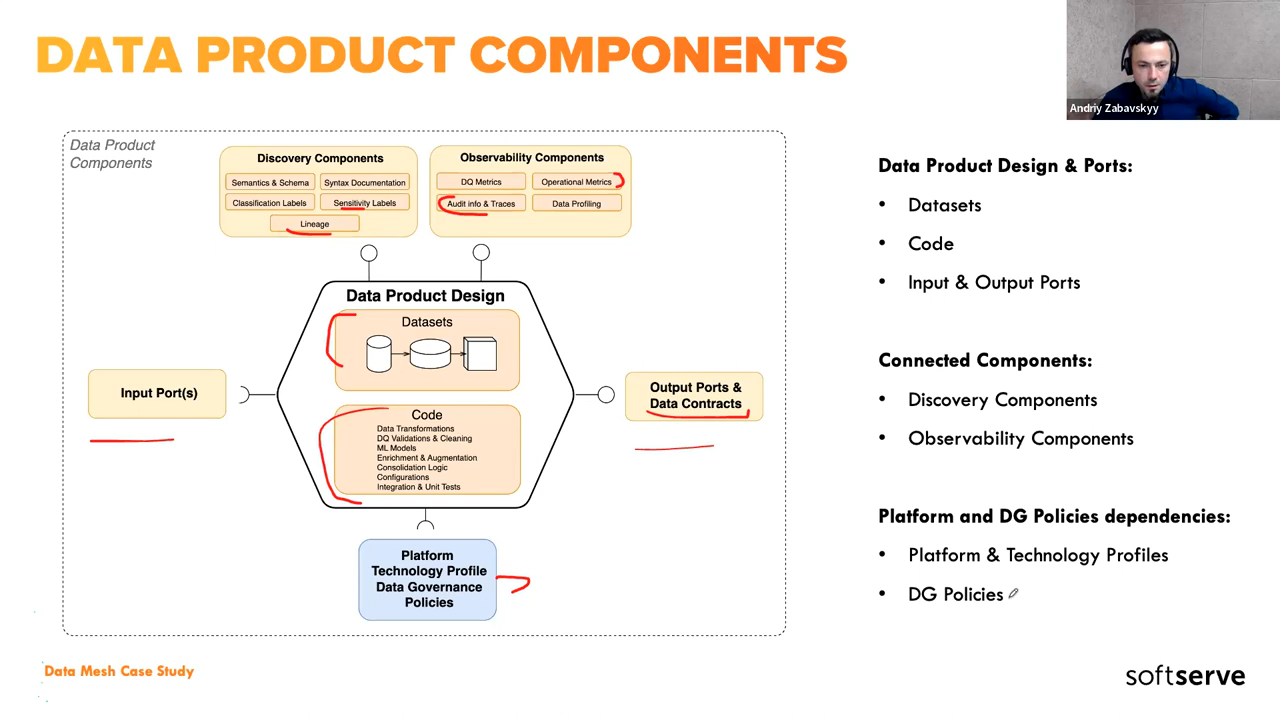 DATA PRODUCT COMPONENTS
Andriy Zabavskyy
Data Product
Components
Discovery Components
Semantics & Schema
Syntax Documentation
Classification Labels
Sensitivity Labels
Lineage
Observability Components
DQ Metrics
Operational Metrics
Audit info & Traces
Data Profiling
Data Product Design
Datasets
Code
Data Transformations
DQ Validations & Cleaning
ML Models
Enrichment & Augmentation
Consolidation Logic
Configurations
Integration & Unit Tests
Input Port(s)
Output Ports &
Data Contracts
Platform
Technology Profile
Data Governance
Policies
Data Product Design & Ports:
• Datasets
• Code
• Input & Output Ports
Connected Components:
• Discovery Components
• Observability Components
Platform and DG Policies dependencies:
• Platform & Technology Profiles
• DG Policies
Data Mesh Case Study
softserve